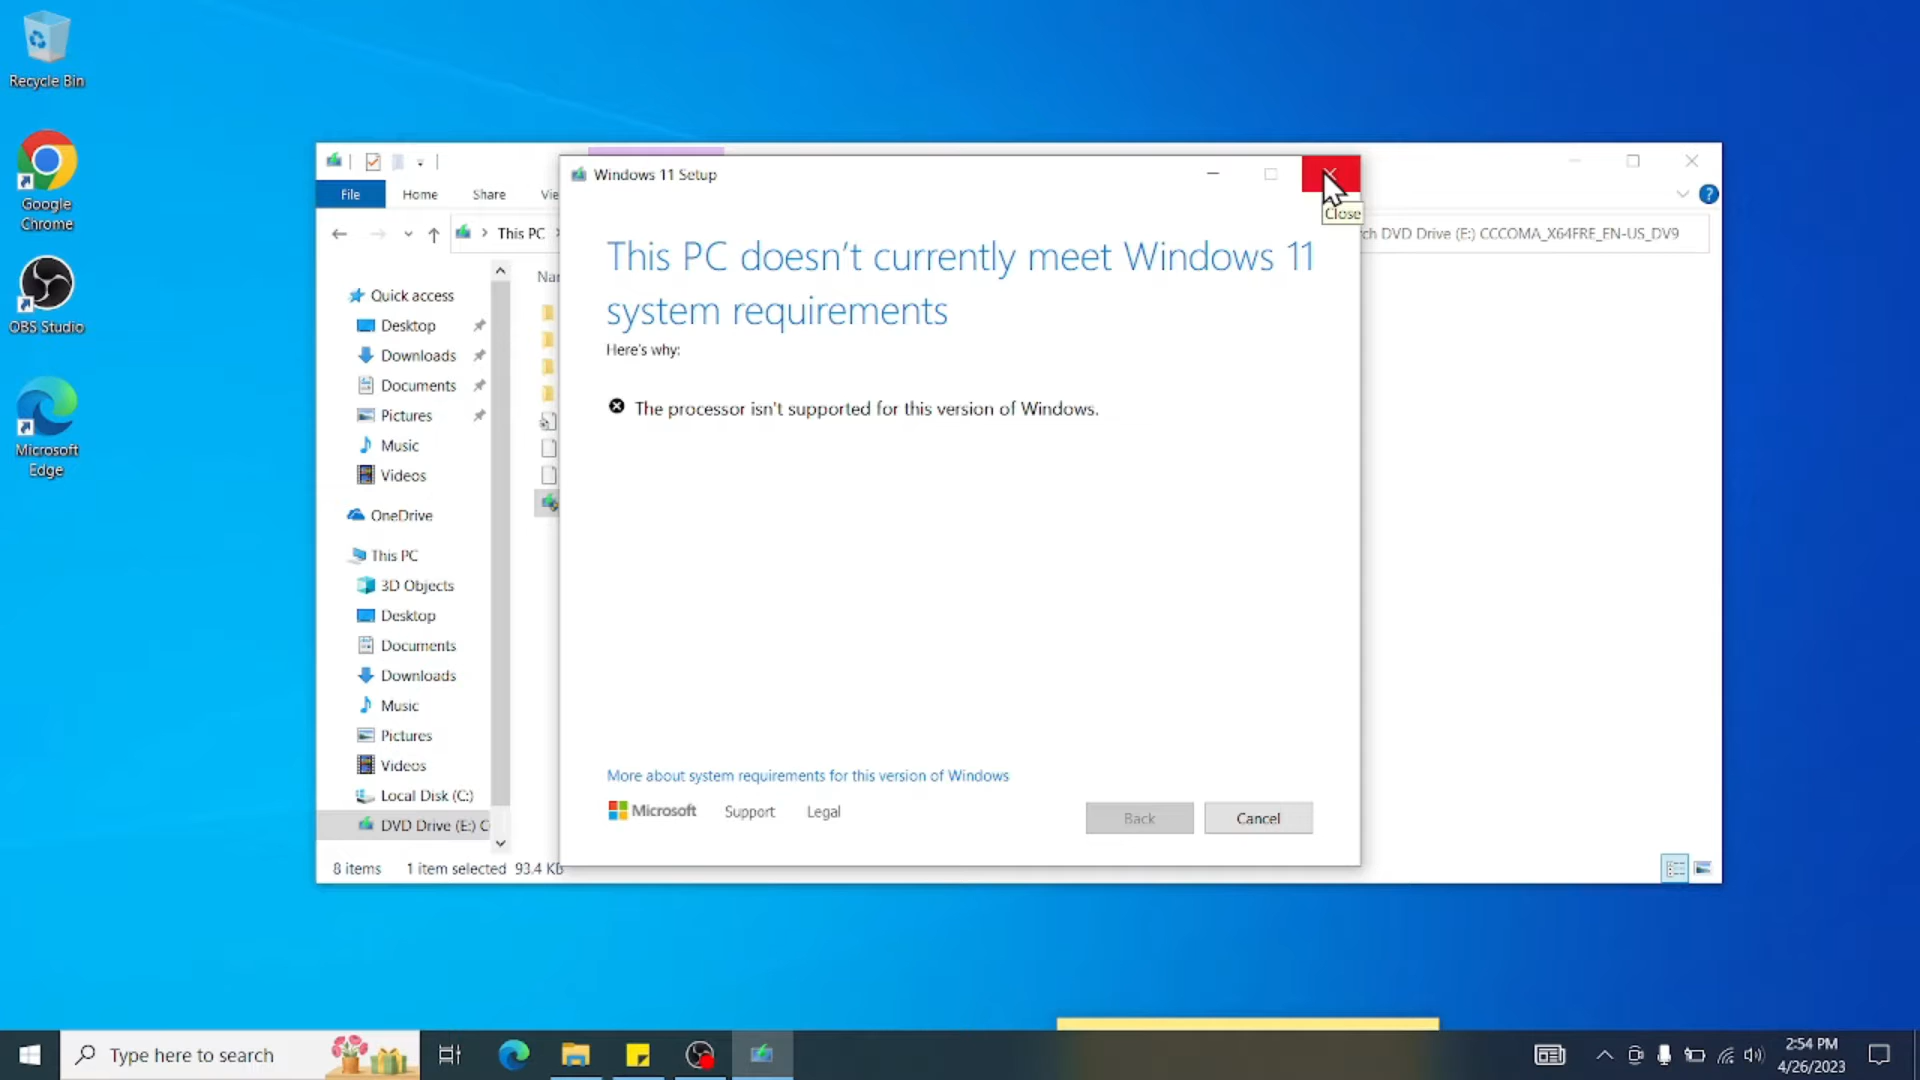 Recycle Bin
Google
Chrome
OBS Studio
Microsoft
Edge
File
Home
Share
This PC
rch DVD Drive (E:) CCCOMA_X64FRE_EN-US_DV9
Quick access
Desktop
Downloads
Documents
Pictures
Music
Videos
OneDrive
This PC
3D Objects
Desktop
Documents
Downloads
Music
Pictures
Videos
Local Disk (C:)
DVD Drive (E:) C
8 items
1 item selected 93.4 KB
Windows 11 Setup
Close
This PC doesn't currently meet Windows 11
system requirements
Here's why:
The processor isn't supported for this version of Windows.
More about system requirements for this version of Windows
Microsoft
Support
Legal
Back
Cancel
Type here to search
2:54 PM
4/26/2023